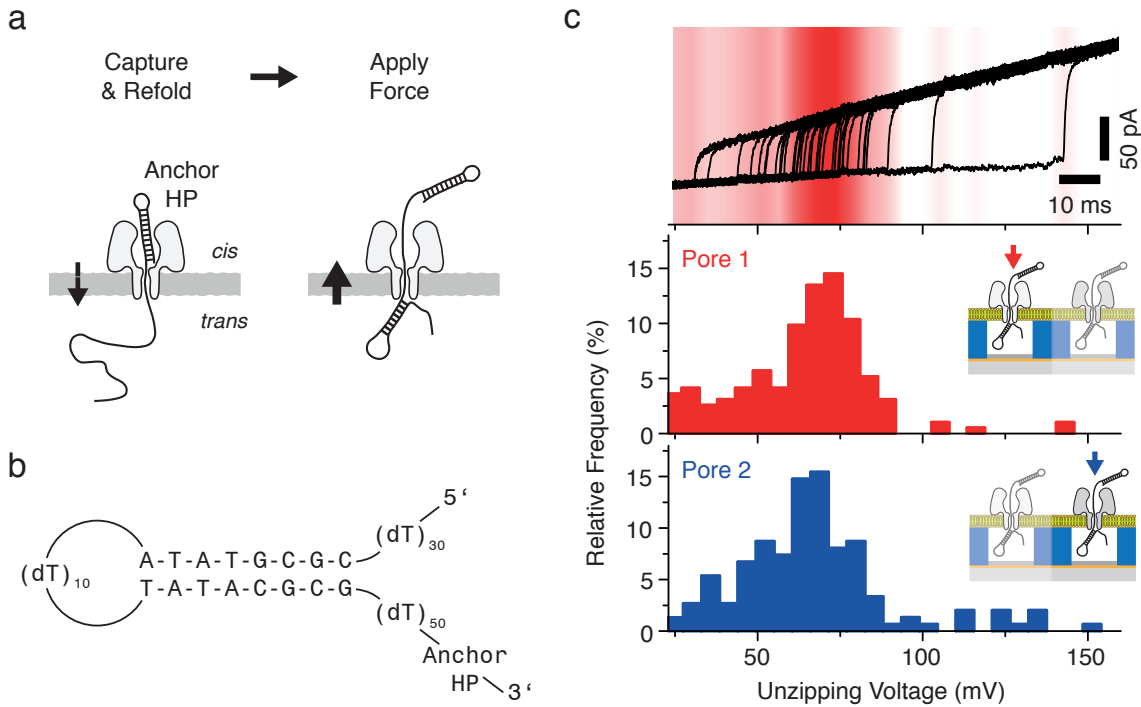 a
Capture
& Refold
Apply
Force
Anchor
HP
cis
trans
b
5‘
(dT)30
A-T-A-T-G-C-G-C
(dT)10
T-A-T-A-C-G-C-G
(dT)50
Anchor
HP
3‘
c
50 pA
10 ms
Relative Frequency (%)
Pore 1
15
10
5
0
Pore 2
15
10
5
0
50
100
150
Unzipping Voltage (mV)